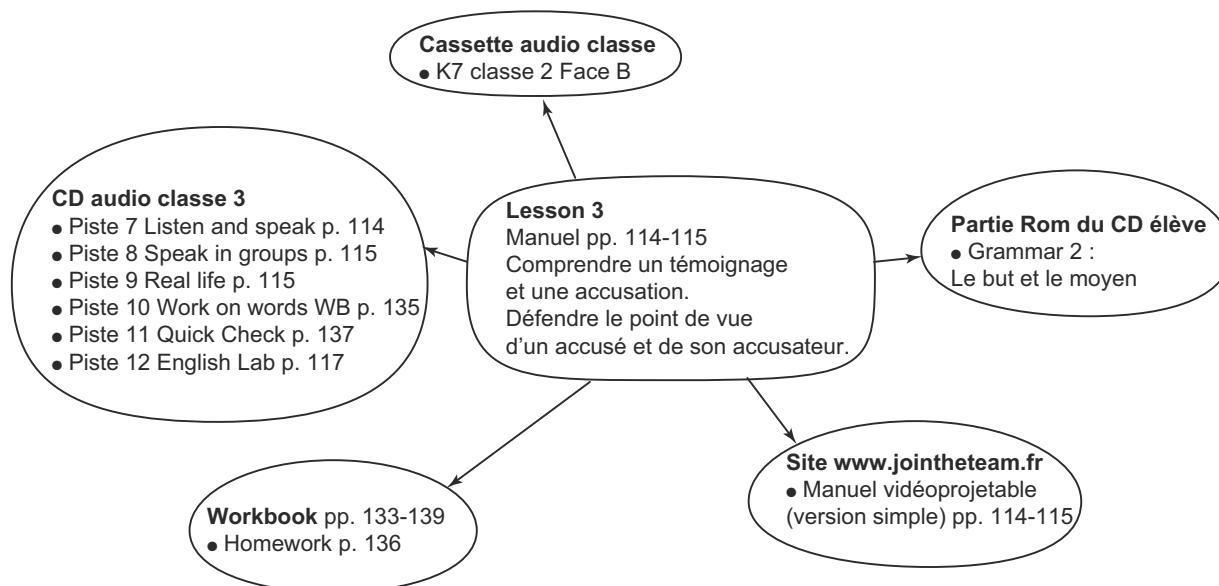 Cassette audio classe
● K7 classe 2 Face B
CD audio classe 3
● Piste 7 Listen and speak p. 114
● Piste 8 Speak in groups p. 115
● Piste 9 Real life p. 115
● Piste 10 Work on words WB p. 135
● Piste 11 Quick Check p. 137
● Piste 12 English Lab p. 117
Lesson 3
Manuel pp. 114-115
Comprendre un témoignage
et une accusation.
Défendre le point de vue
d'un accusé et de son accusateur.
Partie Rom du CD élève
● Grammar 2 :
Le but et le moyen
Workbook pp. 133-139
● Homework p. 136
Site www.jointheteam.fr
● Manuel vidéoprojetable
(version simple) pp. 114-115